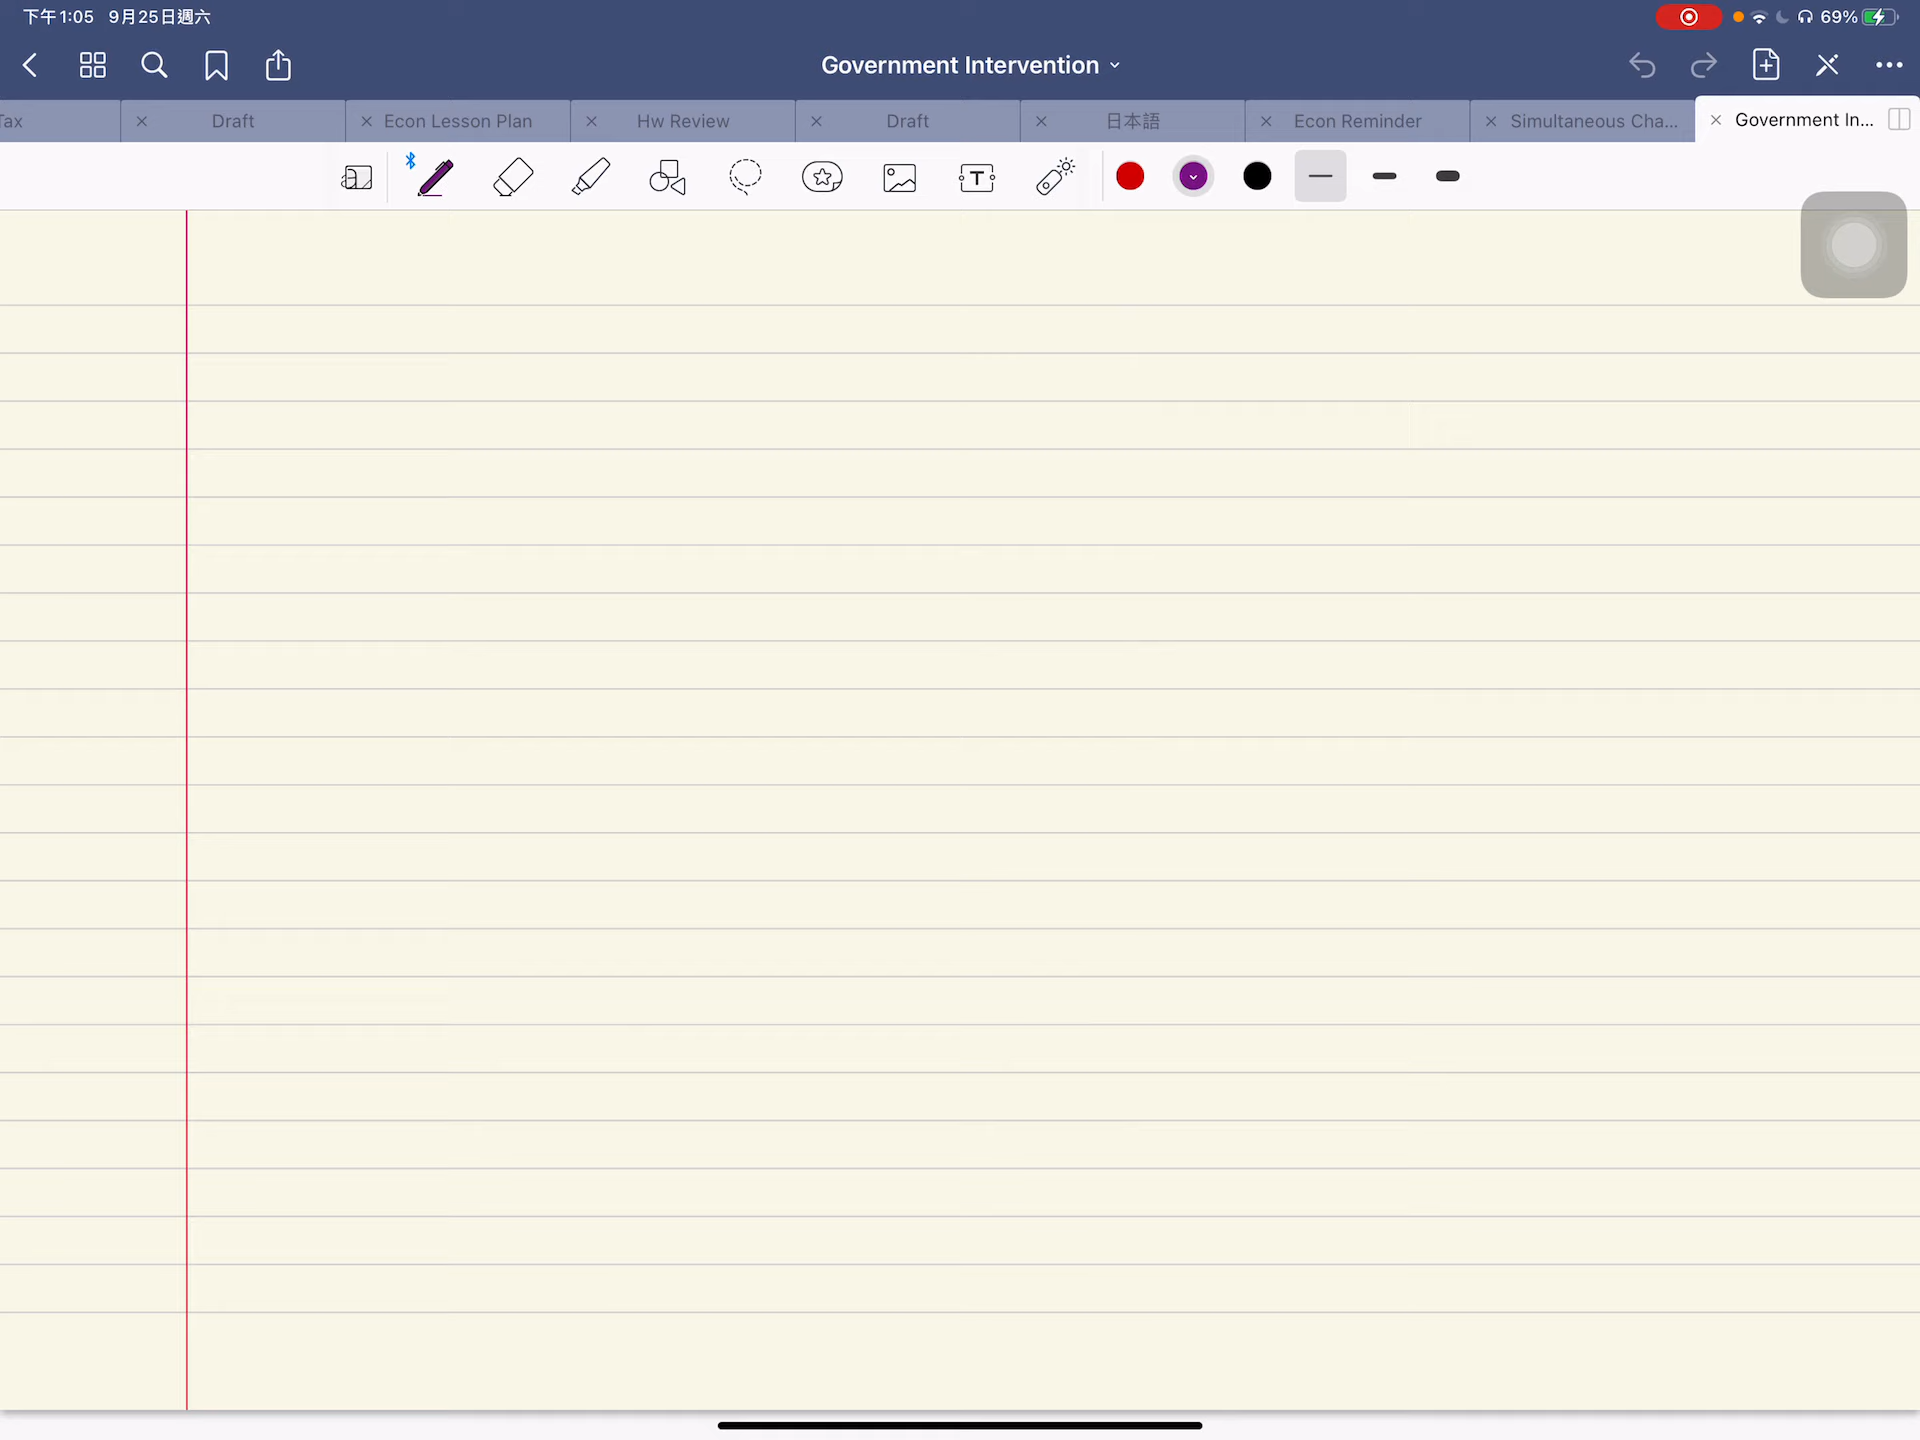 下午1:05 9月25日週六
69%
Government Intervention
Tax
Draft
Econ Lesson Plan
Hw Review
Draft
日本語
Econ Reminder
Simultaneous Cha...
Government In...
a
T